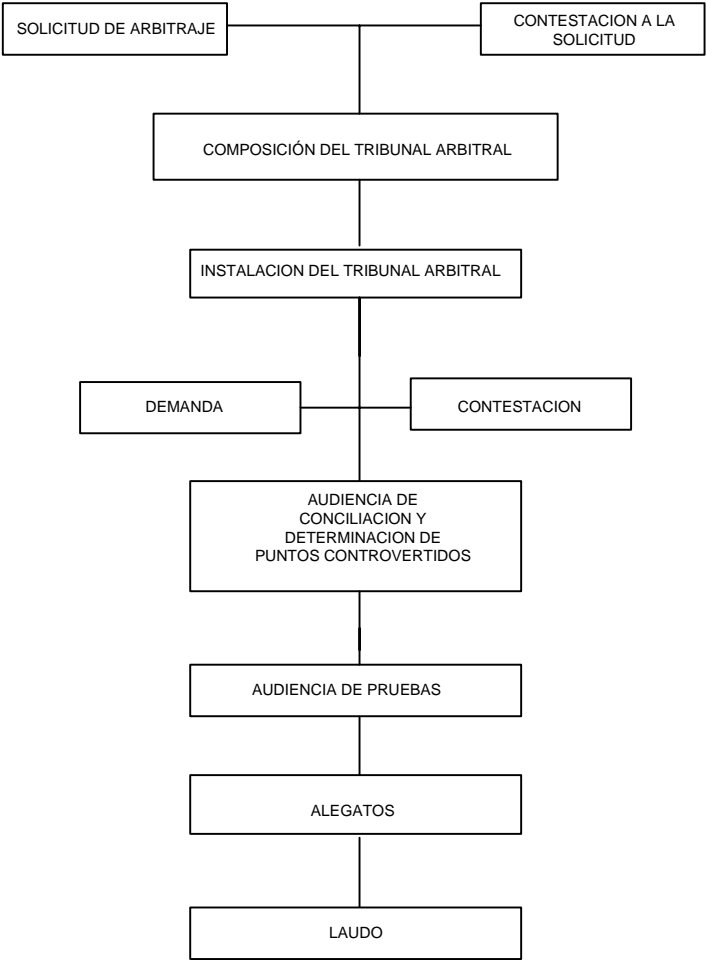 SOLICITUD DE ARBITRAJE
CONTESTACION A LA
SOLICITUD
COMPOSICIÓN DEL TRIBUNAL ARBITRAL
INSTALACION DEL TRIBUNAL ARBITRAL
DEMANDA
CONTESTACION
AUDIENCIA DE
CONCILIACION Y
DETERMINACION DE
PUNTOS CONTROVERTIDOS
AUDIENCIA DE PRUEBAS
ALEGATOS
LAUDO